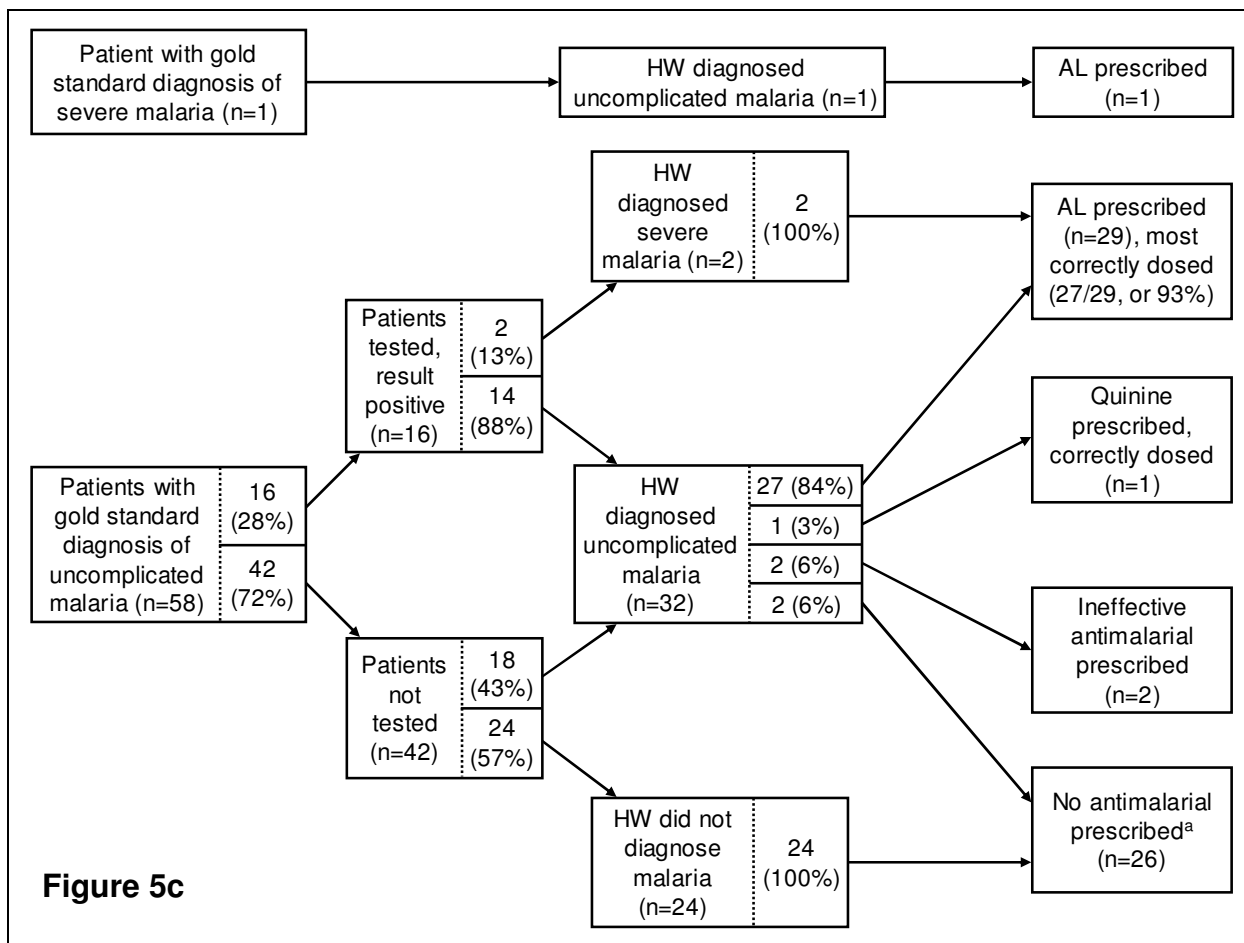 Patient with gold
standard diagnosis of
severe malaria (n=1)
HW diagnosed
uncomplicated malaria (n=1)
AL prescribed
(n=1)
HW
diagnosed
severe
malaria (n=2)
2
(100%)
AL prescribed
(n=29), most
correctly dosed
(27/29, or 93%)
Patients
tested,
result
positive
(n=16)
2
(13%)
14
(88%)
Quinine
prescribed,
correctly dosed
(n=1)
Patients with
gold standard
diagnosis of
uncomplicated
malaria (n=58)
16
(28%)
42
(72%)
HW
diagnosed
uncomplicated
malaria
(n=32)
27 (84%)
1 (3%)
2 (6%)
2 (6%)
Ineffective
antimalarial
prescribed
(n=2)
Patients
not
tested
(n=42)
18
(43%)
24
(57%)
HW did not
diagnose
malaria
(n=24)
24
(100%)
No antimalarial
prescribedᵃ
(n=26)
Figure 5c